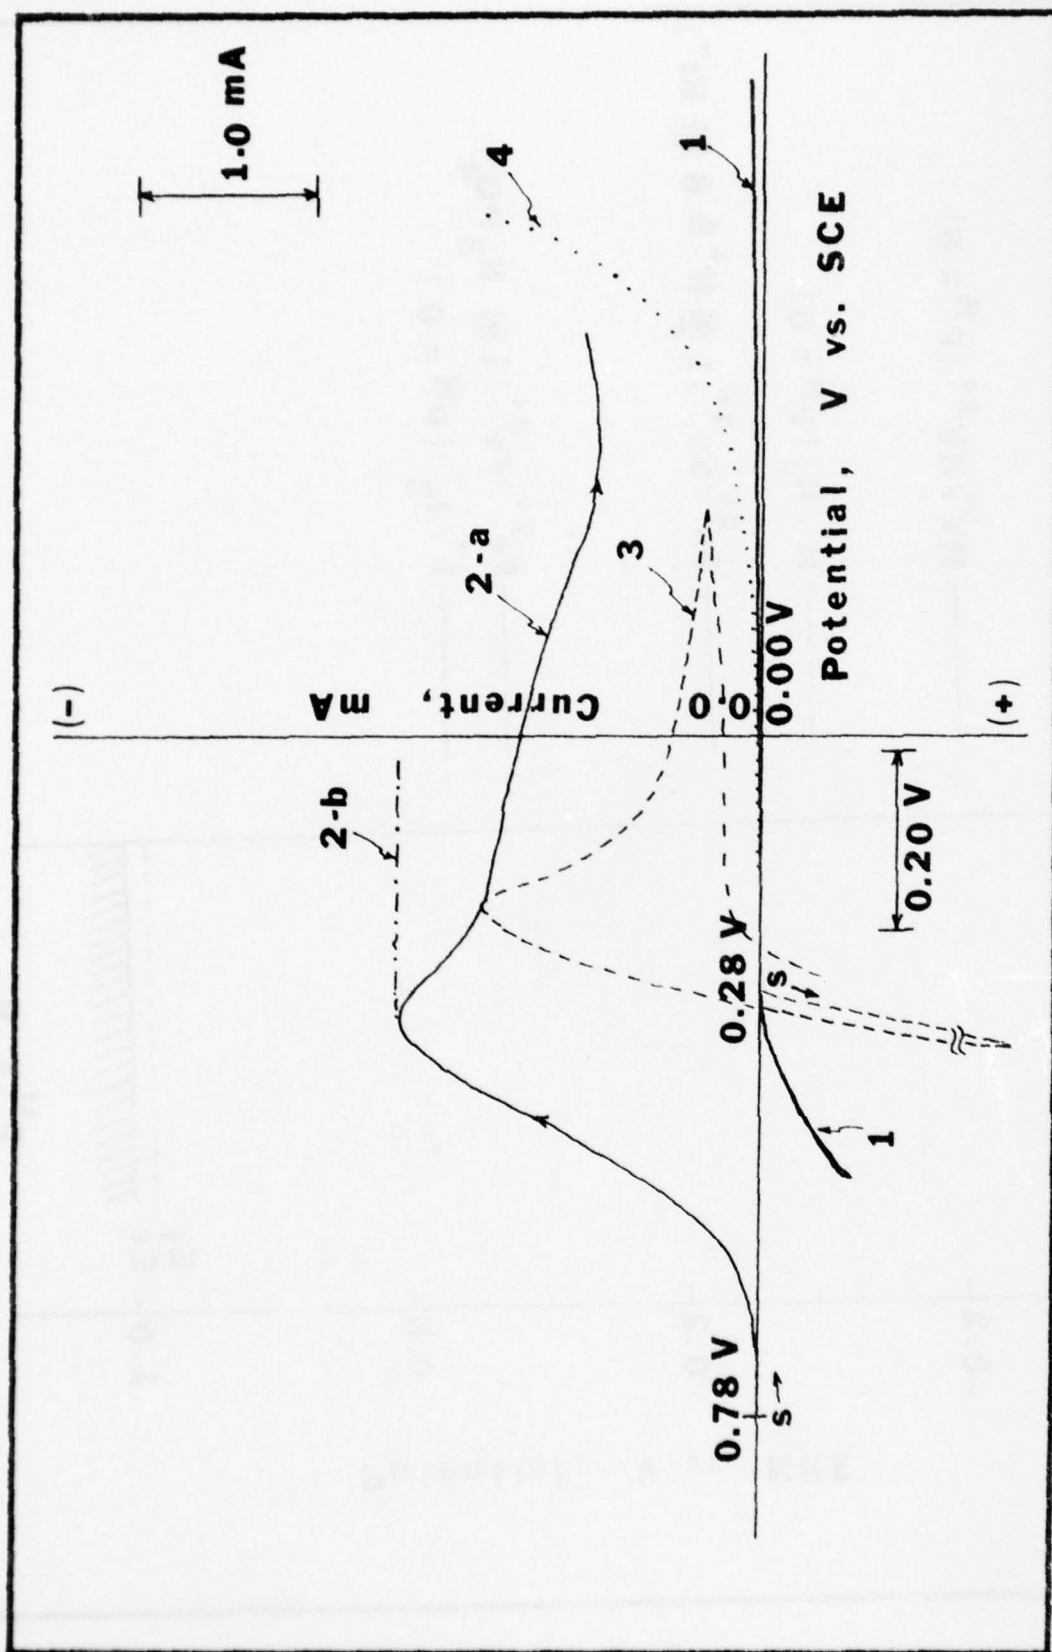 (-)
1.0 mA
2-b
Current, mA
2-a
4
3
1
0.0
0.78 V
0.28 V
0.00 V
s
s
Potential, V vs. SCE
1
0.20 V
(+)